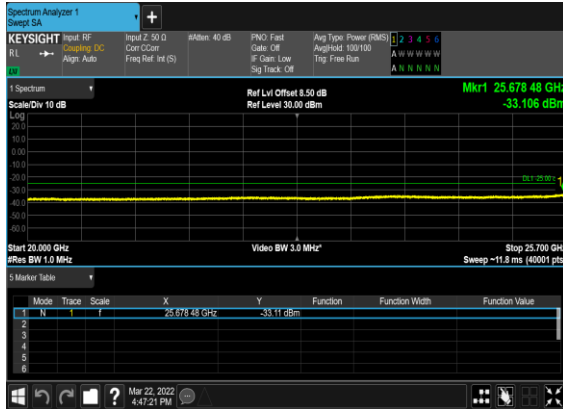 Spectrum Analyzer 1
Swept SA
+
KEYSIGHT Input: RF Input Z: 50 Ω #Atten: 40 dB PNO: Fast Avg Type: Power (RMS) 1 2 3 4 5 6
RL Coupling: DC Corr CCorr Gate: Off Avg|Hold: 100/100 A W W W W W
Align: Auto Freq Ref: Int (S) IF Gain: Low Trig: Free Run
LU Sig Track: Off A N N N N N
1 Spectrum Ref Lvl Offset 8.50 dB Mkr1 25.678 48 GHz
Scale/Div 10 dB Ref Level 30.00 dBm -33.106 dBm
Log
20.0
10.0
0.00
-10.0
-20.0
-30.0
-40.0
-50.0
-60.0
1
Start 20.000 GHz Video BW 3.0 MHz* Stop 25.700 GHz
#Res BW 1.0 MHz Sweep ~11.8 ms (40001 pts)
5 Marker Table
Mode Trace Scale X Y Function Function Width Function Value
1 N 1 f 25.678 48 GHz -33.11 dBm
2
3
4
5
6
? Mar 22, 2022
4:47:21 PM